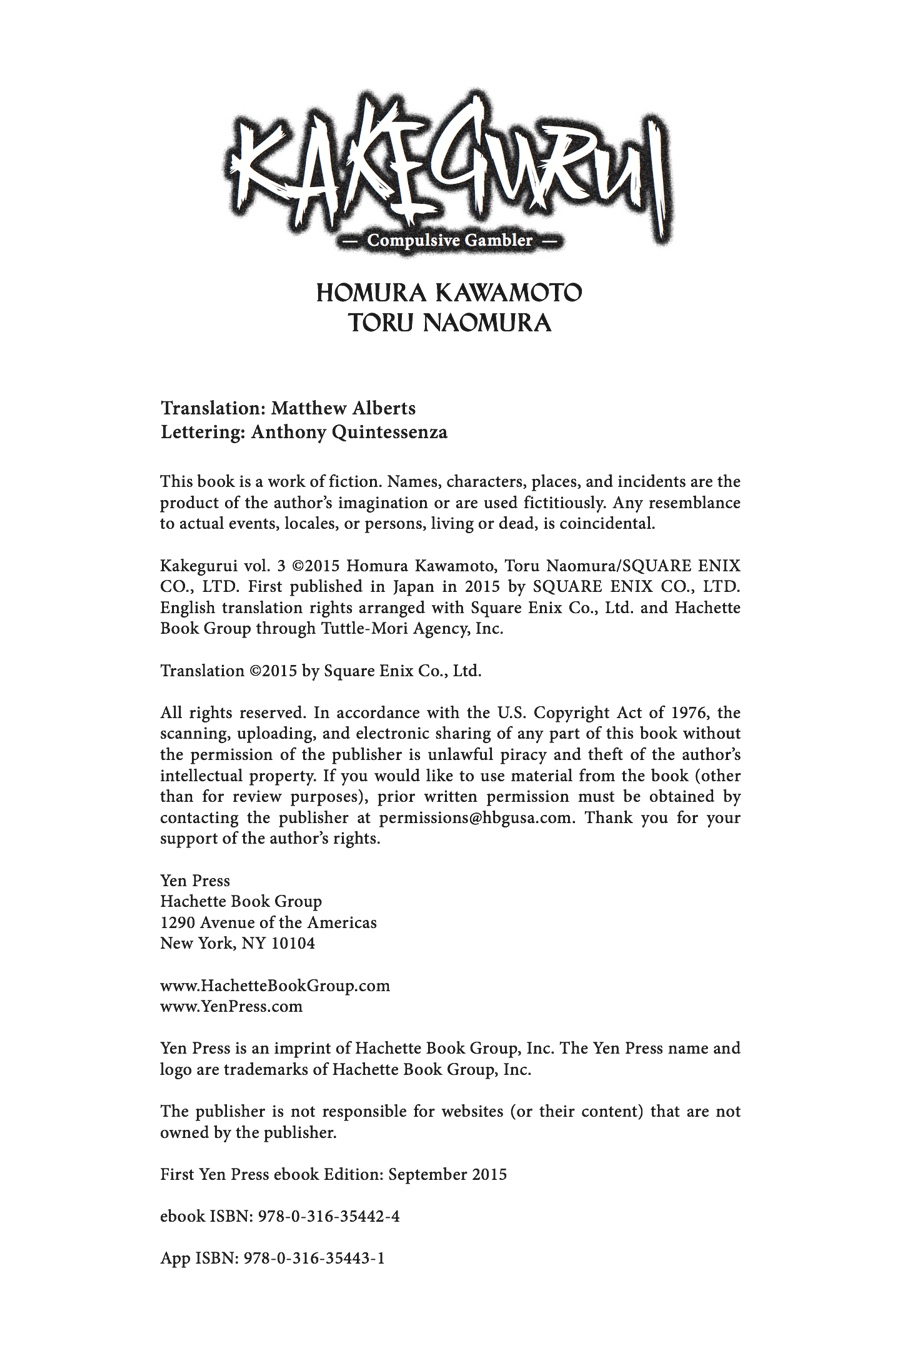 KAKEGURUI
— Compulsive Gambler —
HOMURA KAWAMOTO
TORU NAOMURA
Translation: Matthew Alberts
Lettering: Anthony Quintessenza
This book is a work of fiction. Names, characters, places, and incidents are the
product of the author’s imagination or are used fictitiously. Any resemblance
to actual events, locales, or persons, living or dead, is coincidental.
Kakegurui vol. 3 ©2015 Homura Kawamoto, Toru Naomura/SQUARE ENIX
CO., LTD. First published in Japan in 2015 by SQUARE ENIX CO., LTD.
English translation rights arranged with Square Enix Co., Ltd. and Hachette
Book Group through Tuttle-Mori Agency, Inc.
Translation ©2015 by Square Enix Co., Ltd.
All rights reserved. In accordance with the U.S. Copyright Act of 1976, the
scanning, uploading, and electronic sharing of any part of this book without
the permission of the publisher is unlawful piracy and theft of the author’s
intellectual property. If you would like to use material from the book (other
than for review purposes), prior written permission must be obtained by
contacting the publisher at permissions@hbgusa.com. Thank you for your
support of the author’s rights.
Yen Press
Hachette Book Group
1290 Avenue of the Americas
New York, NY 10104
www.HachetteBookGroup.com
www.YenPress.com
Yen Press is an imprint of Hachette Book Group, Inc. The Yen Press name and
logo are trademarks of Hachette Book Group, Inc.
The publisher is not responsible for websites (or their content) that are not
owned by the publisher.
First Yen Press ebook Edition: September 2015
ebook ISBN: 978-0-316-35442-4
App ISBN: 978-0-316-35443-1